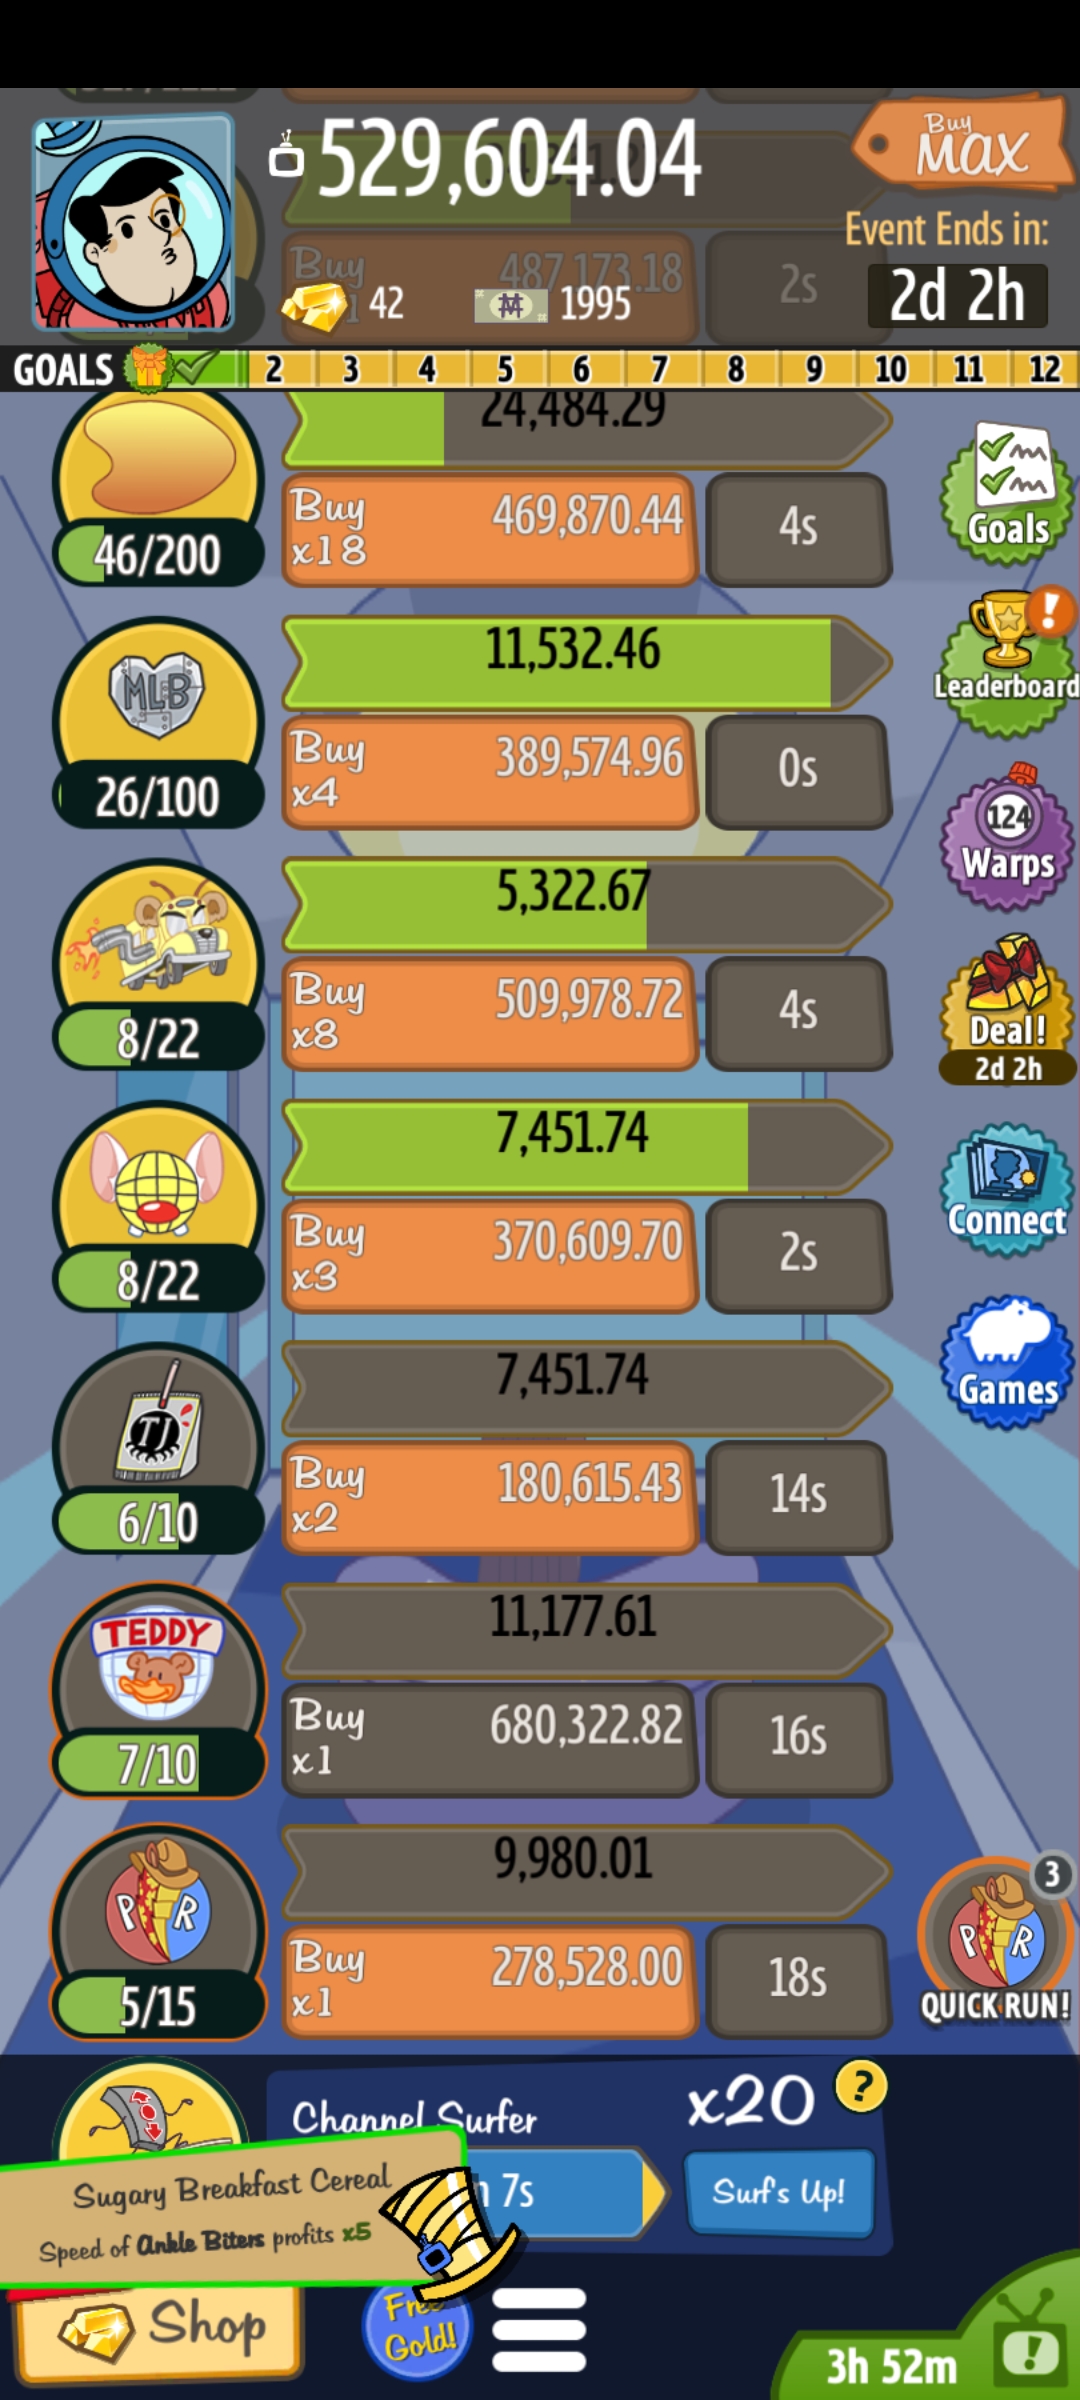 529,604.04
Buy
MAX
Event Ends in:
2d 2h
Buy
487,173.18
2s
42
1995
GOALS 2 3 4 5 6 7 8 9 10 11 12
24,484.29
46/200
Buy
x18
469,870.44
4s
Goals
MLB
11,532.46
26/100
Buy
x4
389,574.96
0s
!
Leaderboard
124
Warps
5,322.67
8/22
Buy
x8
509,978.72
4s
Deal!
2d 2h
7,451.74
8/22
Buy
x3
370,609.70
2s
Connect
TJ
7,451.74
6/10
Buy
x2
180,615.43
14s
Games
TEDDY
11,177.61
7/10
Buy
x1
680,322.82
16s
P R
9,980.01
5/15
Buy
x1
278,528.00
18s
3
P R
QUICK RUN!
Channel Surfer
x20
?
7s
Surf's Up!
Sugary Breakfast Cereal
Speed of Ankle Biters profits x5
Shop
Free
Gold!
3h 52m
!